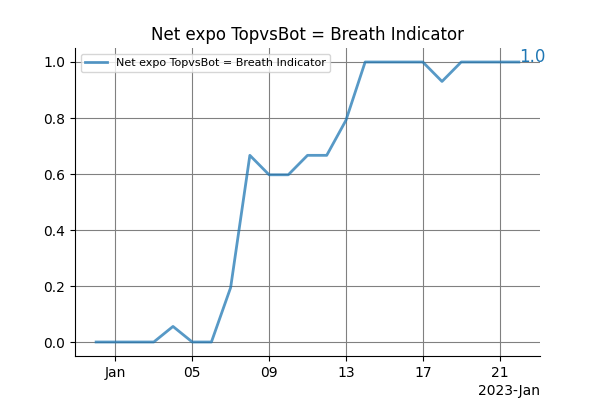 Net expo TopvsBot = Breath Indicator
Net expo TopvsBot = Breath Indicator
1.0
1.0
0.8
0.6
0.4
0.2
0.0
Jan 05 09 13 17 21
2023-Jan